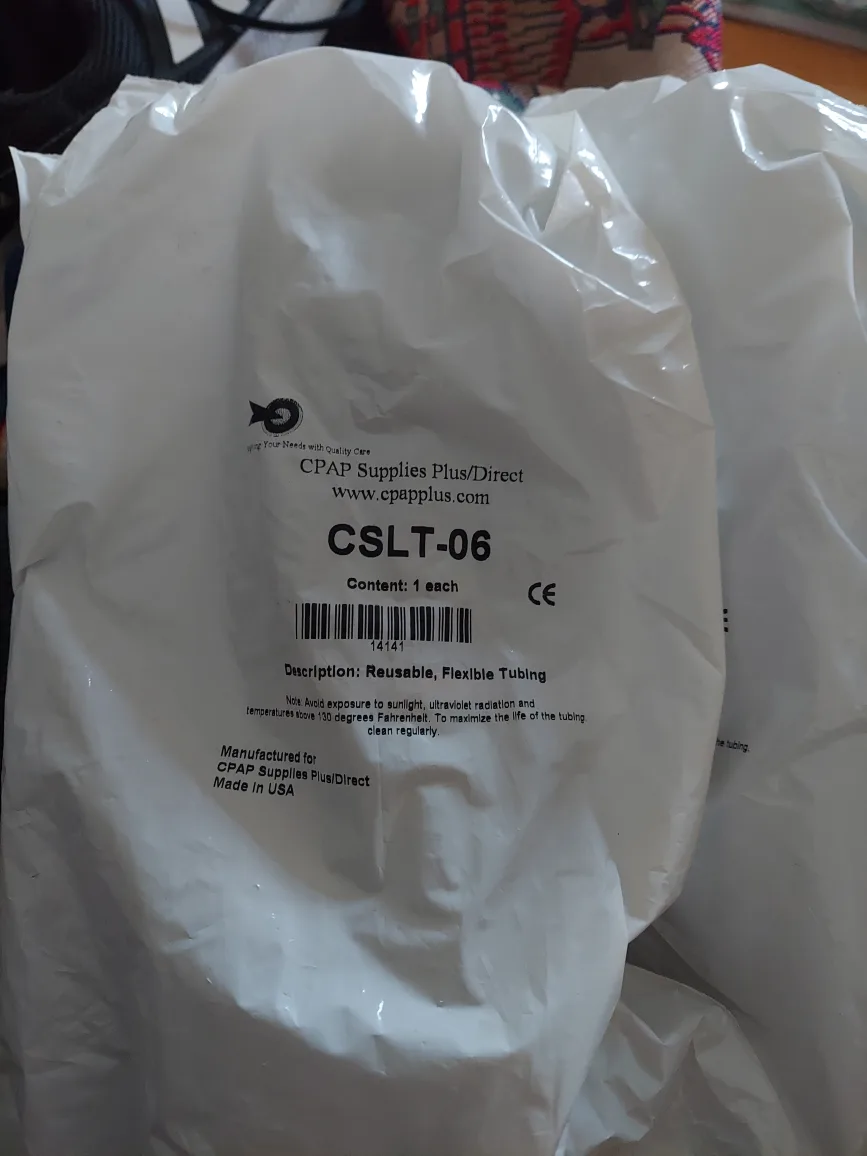 Your Needs with Quality Care
CPAP Supplies Plus/Direct
www.cpapplus.com
CSLT-06
Content: 1 each
CE
14141
Description: Reusable, Flexible Tubing
Note: Avoid exposure to sunlight, ultraviolet radiation and
temperatures above 130 degrees Fahrenheit. To maximize the life of the tubing,
clean regularly.
Manufactured for
CPAP Supplies Plus/Direct
Made in USA
the tubing,